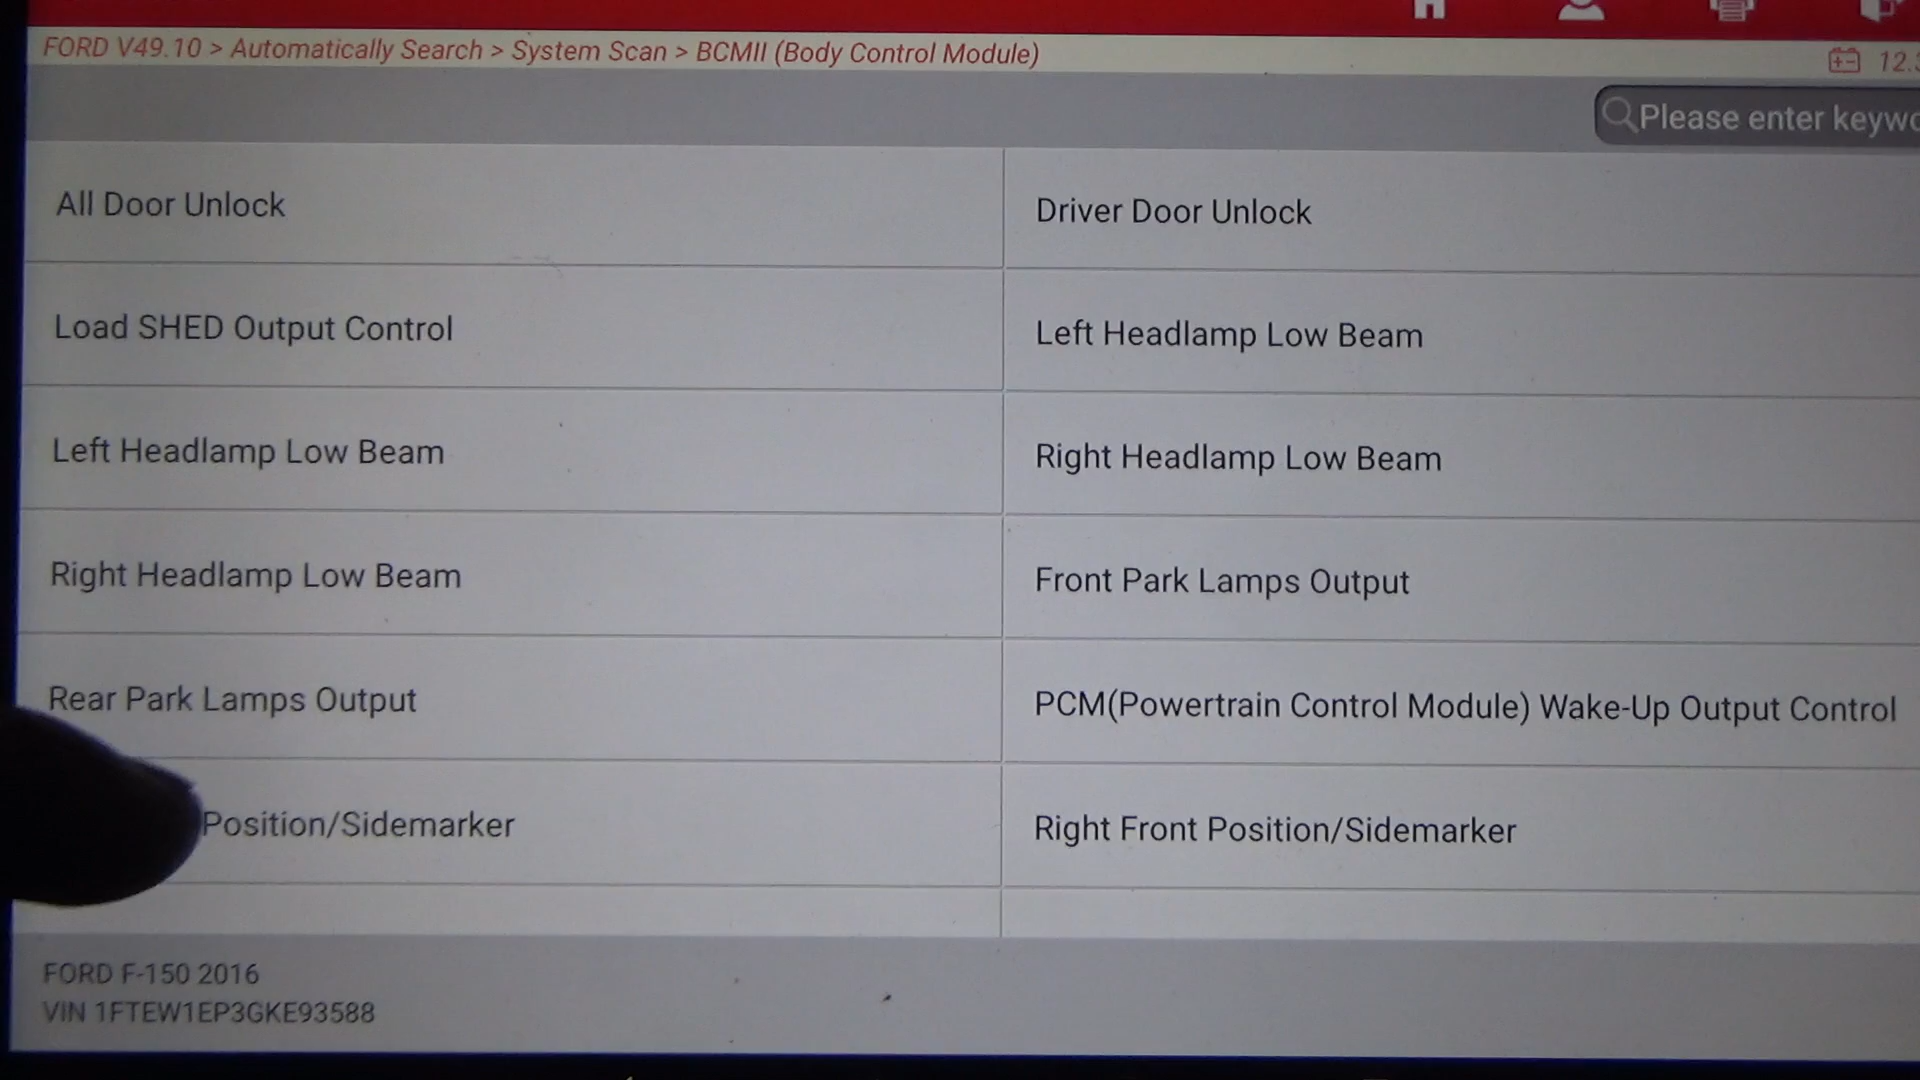 FORD V49.10 > Automatically Search > System Scan > BCMII (Body Control Module)
Please enter
All Door Unlock
Driver Door Unlock
Load SHED Output Control
Left Headlamp Low Beam
Left Headlamp Low Beam
Right Headlamp Low Beam
Right Headlamp Low Beam
Front Park Lamps Output
Rear Park Lamps Output
PCM(Powertrain Control Module) Wake-Up Output Control
Position/Sidemarker
Right Front Position/Sidemarker
FORD F-150 2016
VIN 1FTEW1EP3GKE93588